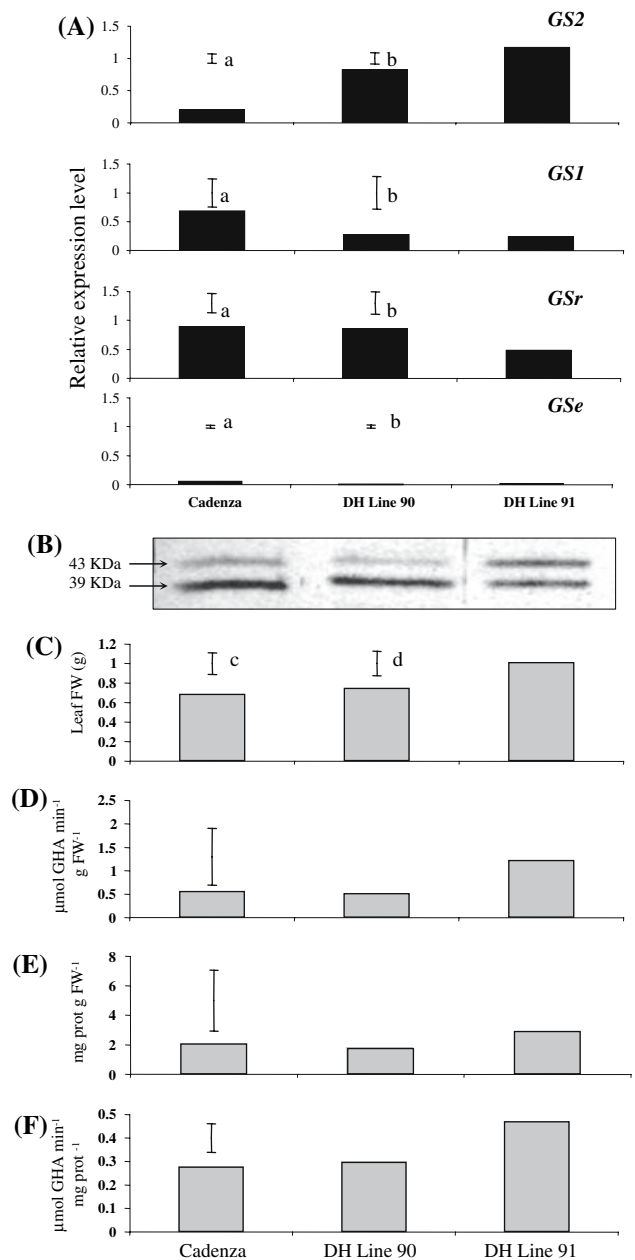 (A)
GS2
1.5
1
0.5
0
a
b
GS1
1.5
1
0.5
0
a
b
Relative expression level
GSr
1.5
1
0.5
0
a
b
GSe
1.5
1
0.5
0
a
b
Cadenza DH Line 90 DH Line 91
(B)
43 KDa
39 KDa
(C)
Leaf FW (g)
1.2
1
0.8
0.6
0.4
0.2
0
c
d
(D)
µmol GHA min-1
g FW-1
2.5
2
1.5
1
0.5
0
(E)
mg prot g FW-1
8
6
4
2
0
(F)
µmol GHA min-1
mg prot -1
0.5
0.4
0.3
0.2
0.1
0
Cadenza DH Line 90 DH Line 91